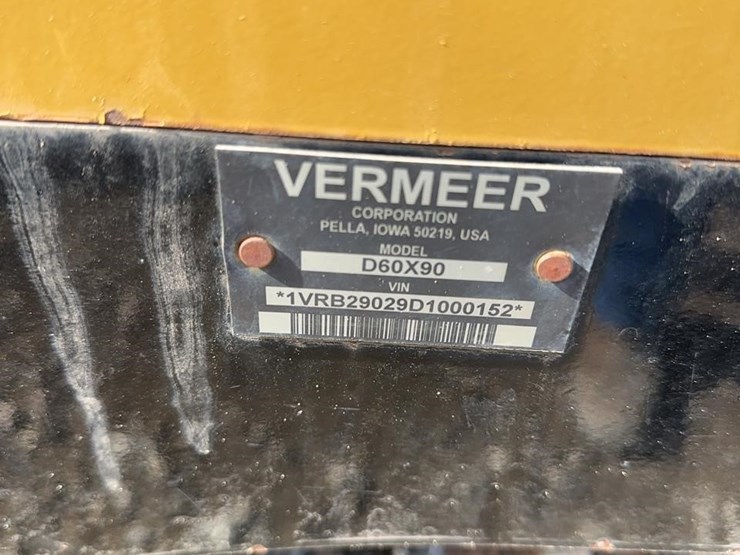 VERMEER
CORPORATION
PELLA, IOWA 50219, USA
MODEL
D60X90
VIN
*1VRB29029D1000152*